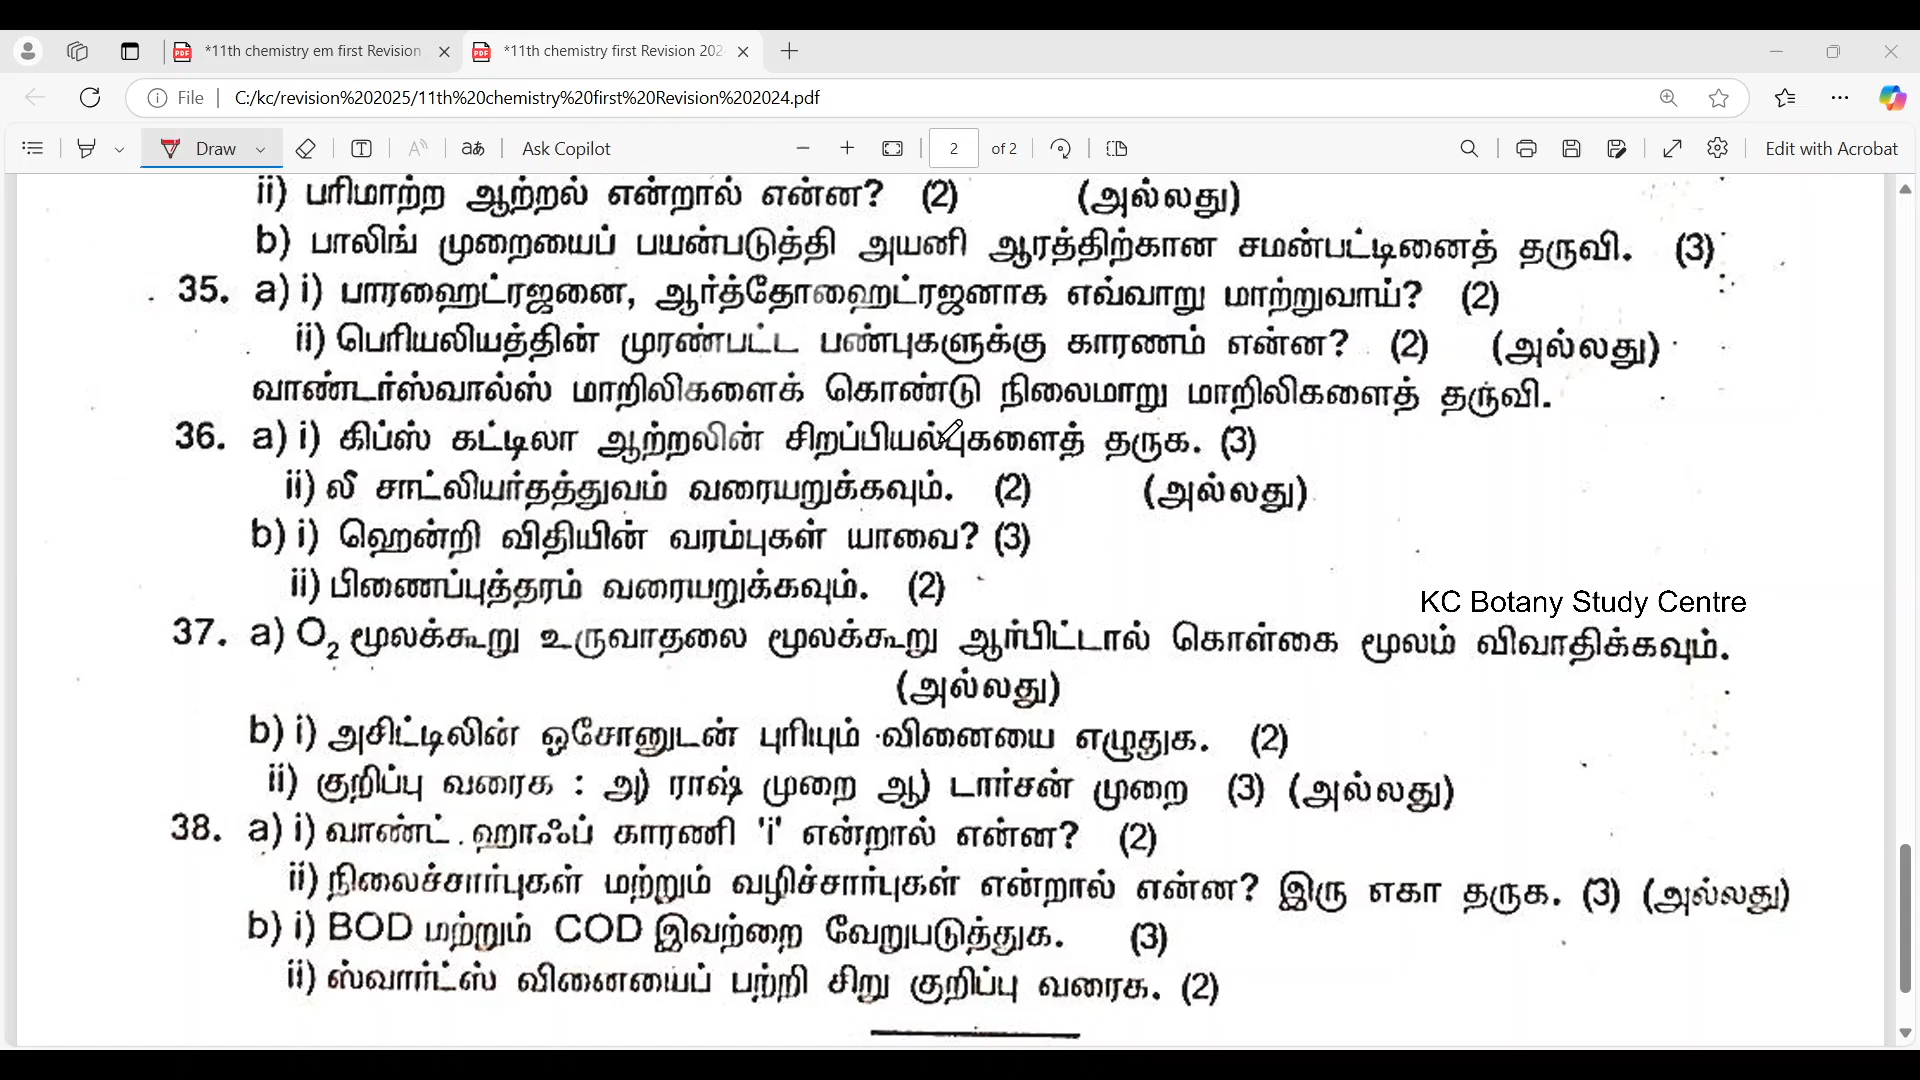 *11th chemistry em first Revision
*11th chemistry first Revision 202
File
C:/kc/revision%202025/11th%20chemistry%20first%20Revision%202024.pdf
Draw
Ask Copilot
2 of 2
Edit with Acrobat
ii) பரிமாற்ற ஆற்றல் என்றால் என்ன? (2) (அல்லது)
b) பாலிங் முறையைப் பயன்படுத்தி அயனி ஆரத்திற்கான சமன்பட்டினைத் தருவி. (3)
35. a) i) பாரஹைட்ரஜனை, ஆர்த்தோஹைட்ரஜனாக எவ்வாறு மாற்றுவாய்? (2)
ii) பெரியலியத்தின் முரண்பட்ட பண்புகளுக்கு காரணம் என்ன? (2) (அல்லது)
வாண்டர்ஸ்வால்ஸ் மாறிலிகளைக் கொண்டு நிலைமாறு மாறிலிகளைத் தருவி.
36. a) i) கிப்ஸ் கட்டிலா ஆற்றலின் சிறப்பியல்புகளைத் தருக. (3)
ii) லீ சாட்லியர்தத்துவம் வரையறுக்கவும். (2) (அல்லது)
b) i) ஹென்றி விதியின் வரம்புகள் யாவை? (3)
ii) பிணைப்புத்தரம் வரையறுக்கவும். (2)
KC Botany Study Centre
37. a) O2 மூலக்கூறு உருவாதலை மூலக்கூறு ஆர்பிட்டால் கொள்கை மூலம் விவாதிக்கவும்.
(அல்லது)
b) i) அசிட்டிலின் ஓசோனுடன் புரியும் வினையை எழுதுக. (2)
ii) குறிப்பு வரைக : அ) ராஷ் முறை ஆ) டார்சன் முறை (3) (அல்லது)
38. a) i) வாண்ட் ஹாஃப் காரணி 'i' என்றால் என்ன? (2)
ii) நிலைச்சார்புகள் மற்றும் வழிச்சார்புகள் என்றால் என்ன? இரு எகா தருக. (3) (அல்லது)
b) i) BOD மற்றும் COD இவற்றை வேறுபடுத்துக. (3)
ii) ஸ்வார்ட்ஸ் வினையைப் பற்றி சிறு குறிப்பு வரைக. (2)